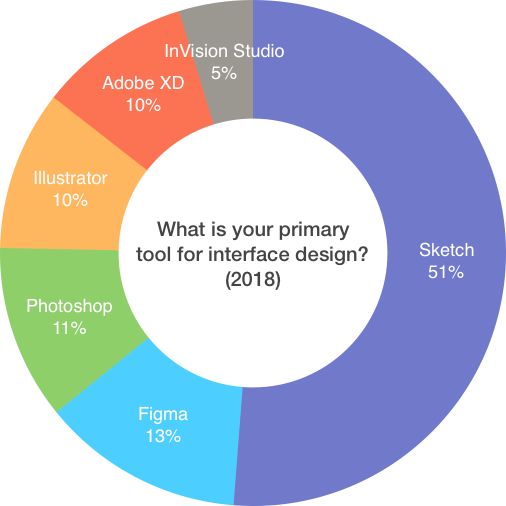 InVision Studio
5%
Adobe XD
10%
Illustrator
10%
What is your primary
tool for interface design?
(2018)
Sketch
51%
Photoshop
11%
Figma
13%